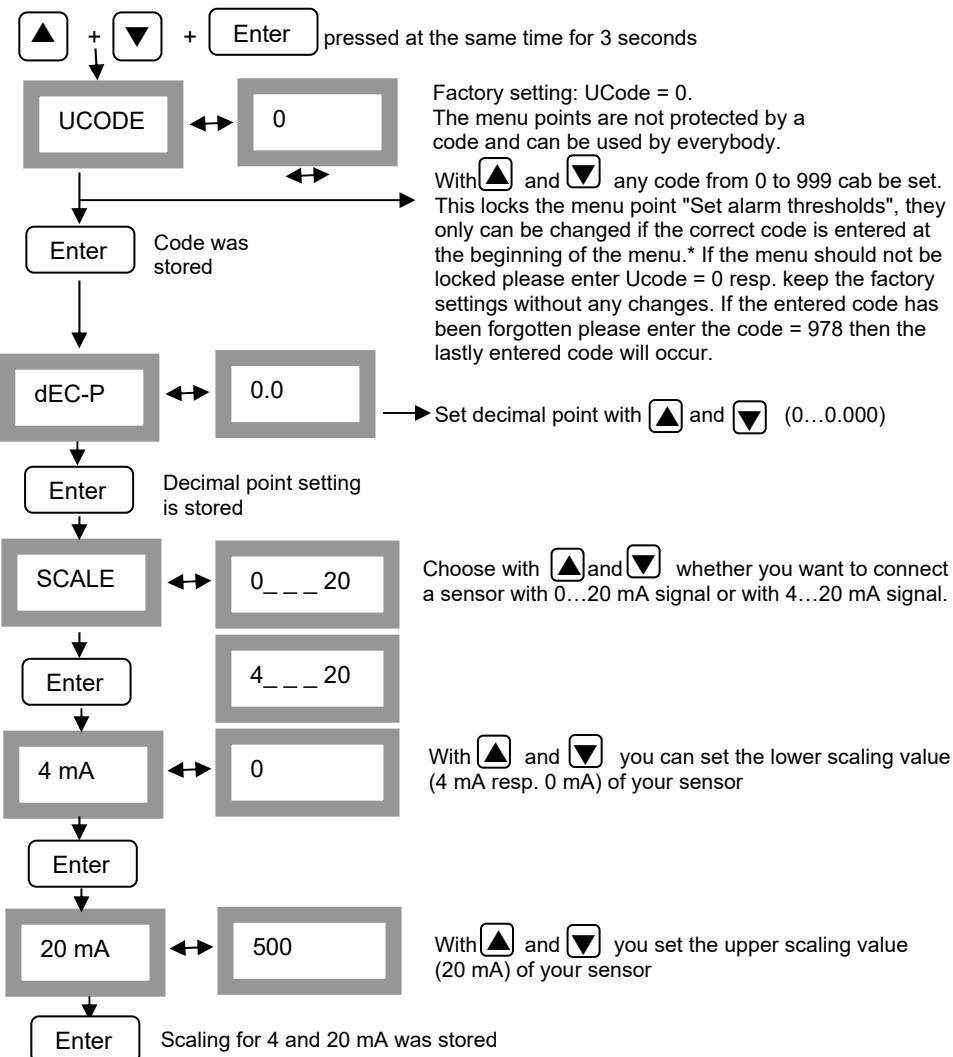 ▲ + ▼ + Enter pressed at the same time for 3 seconds
UCODE 0
Factory setting: UCode = 0.
The menu points are not protected by a
code and can be used by everybody.
With ▲ and ▼ any code from 0 to 999 cab be set.
This locks the menu point "Set alarm thresholds", they
only can be changed if the correct code is entered at
the beginning of the menu.* If the menu should not be
locked please enter Ucode = 0 resp. keep the factory
settings without any changes. If the entered code has
been forgotten please enter the code = 978 then the
lastly entered code will occur.
Enter
Code was
stored
dEC-P 0.0
Set decimal point with ▲ and ▼ (0…0.000)
Enter
Decimal point setting
is stored
SCALE 0_ _ _ 20
Choose with ▲ and ▼ whether you want to connect
a sensor with 0…20 mA signal or with 4…20 mA signal.
Enter
4_ _ _ 20
4 mA 0
With ▲ and ▼ you can set the lower scaling value
(4 mA resp. 0 mA) of your sensor
Enter
20 mA 500
With ▲ and ▼ you set the upper scaling value
(20 mA) of your sensor
Enter Scaling for 4 and 20 mA was stored